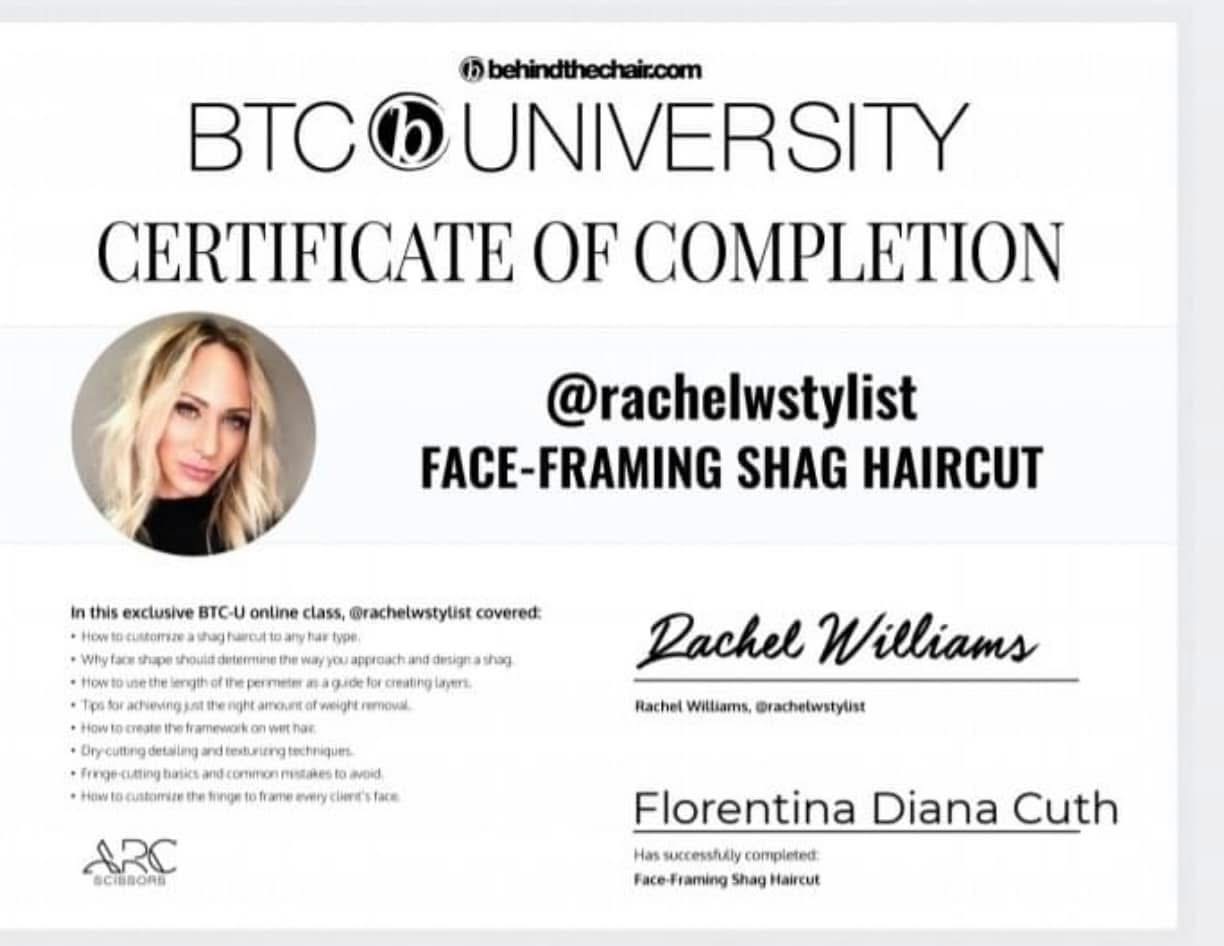 behindthechair.com
BTC b UNIVERSITY
CERTIFICATE OF COMPLETION
@rachelwstylist
FACE-FRAMING SHAG HAIRCUT
In this exclusive BTC-U online class, @rachelwstylist covered:
• How to customize a shag haircut to any hair type.
• Why face shape should determine the way you approach and design a shag.
• How to use the length of the perimeter as a guide for creating layers.
• Tips for achieving just the right amount of weight removal.
• How to create the framework on wet hair.
• Dry-cutting detailing and texturizing techniques.
• Fringe-cutting basics and common mistakes to avoid.
• How to customize the fringe to frame every client's face.
ARC
SCISSORS
Rachel Williams
Rachel Williams, @rachelwstylist
Florentina Diana Cuth
Has successfully completed:
Face-Framing Shag Haircut